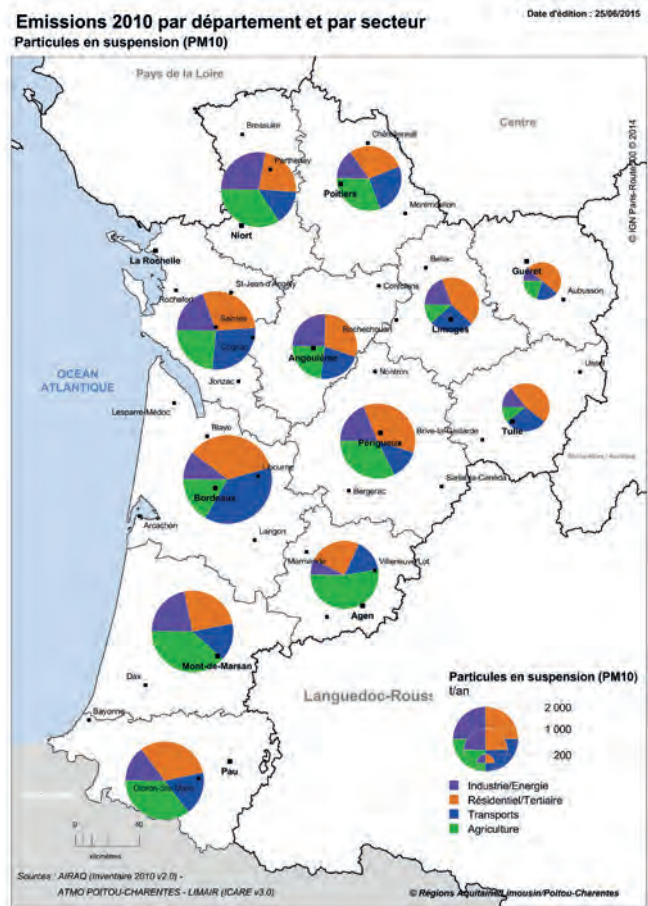 Emissions 2010 par département et par secteur
Date d'édition : 25/06/2015
Particules en suspension (PM10)
Pays de la Loire
Centre
© IGN Paris-Route500 © 2014
Bressuire
Châtellerault
Parthenay
Poitiers
Montmorillon
Niort
La Rochelle
Bellac
Guéret
Rochefort
St-Jean-d'Angély
Confolens
Aubusson
Saintes
Cognac
Rochechouart
Limoges
Angoulême
OCEAN
ATLANTIQUE
Jonzac
Nontron
Ussel
Lesparre-Médoc
Blaye
Périgueux
Brive-la-Gaillarde
Tulle
Libourne
Bordeaux
Bergerac
Sarlat-la-Canéda
Arcachon
Langon
Marmande
Villeneuve/Lot
Agen
Mont-de-Marsan
Dax
Languedoc-Rouss
Bayonne
Pau
Oloron-Ste-Marie
Particules en suspension (PM10)
t/an
2 000
1 000
200
Industrie/Energie
Résidentiel/Tertiaire
Transports
Agriculture
0
40
kilomètres
Sources : AIRAQ (Inventaire 2010 v2.0) -
ATMO POITOU-CHARENTES - LIMAIR (ICARE v3.0)
© Régions Aquitaine/Limousin/Poitou-Charentes